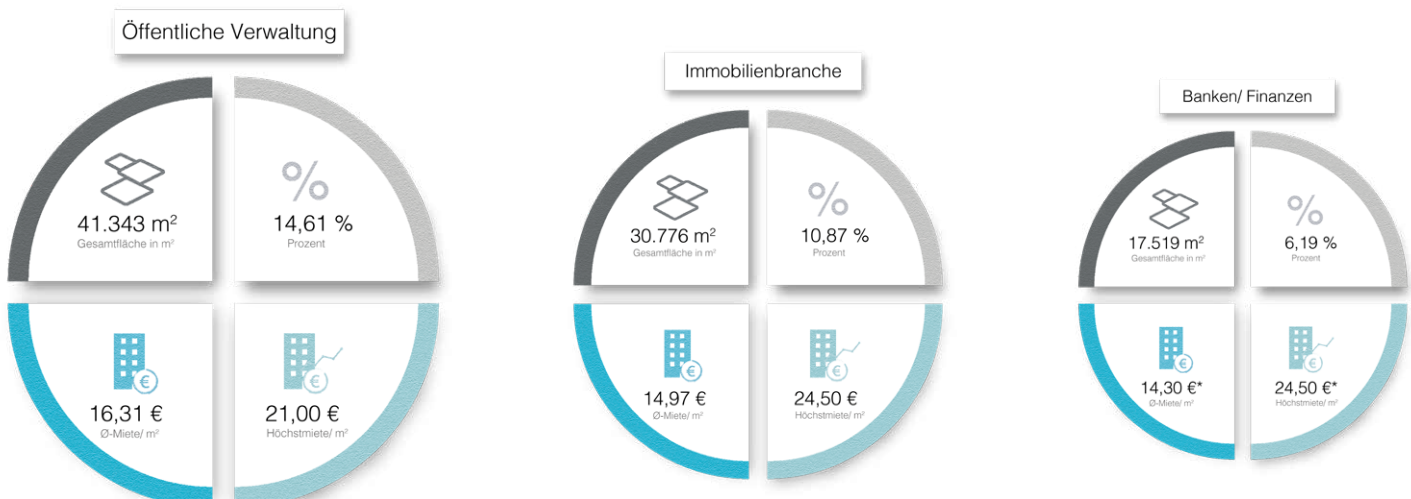 Öffentliche Verwaltung
%
41.343 m²
Gesamtfläche in m²
14,61 %
Prozent
€
€
16,31 €
Ø-Miete/ m²
21,00 €
Höchstmiete/ m²
Immobilienbranche
%
30.776 m²
Gesamtfläche in m²
10,87 %
Prozent
€
€
14,97 €
Ø-Miete/ m²
24,50 €
Höchstmiete/ m²
Banken/ Finanzen
%
17.519 m²
Gesamtfläche in m²
6,19 %
Prozent
€
€
14,30 €*
Ø-Miete/ m²
24,50 €*
Höchstmiete/ m²